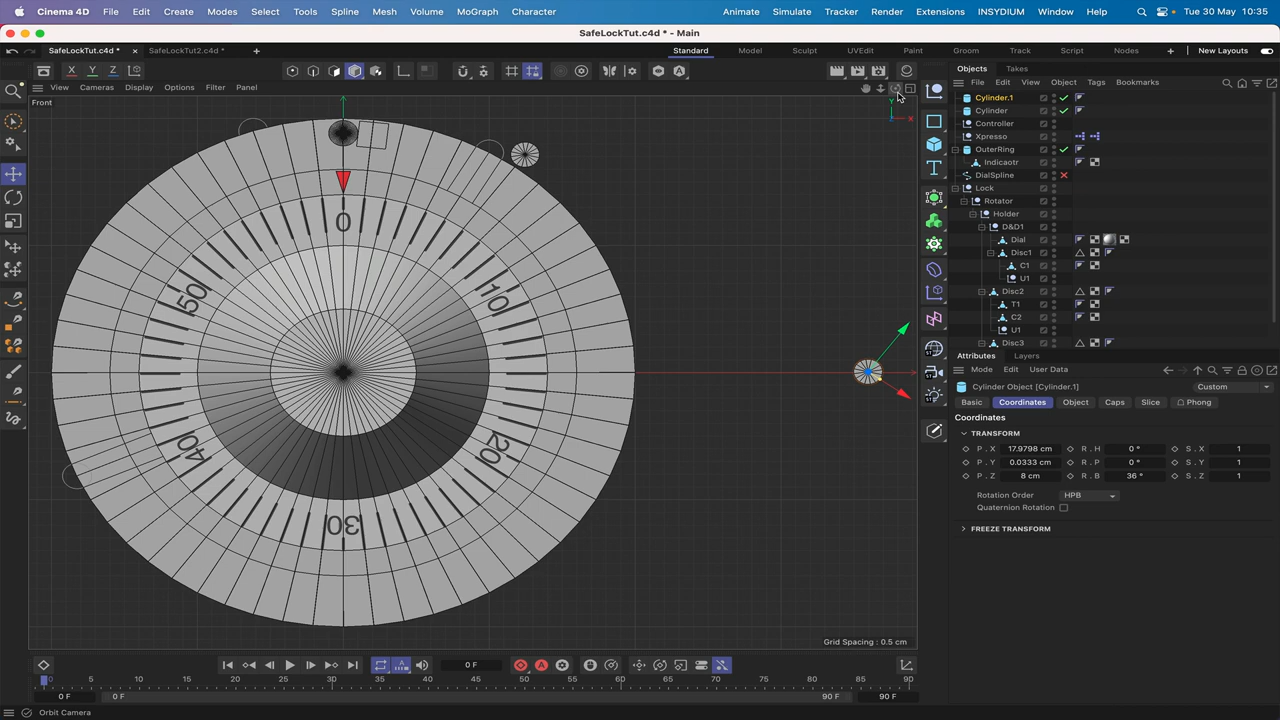 Cinema 4D File Edit Create Modes Select Tools Spline Mesh Volume MoGraph Character Animate Simulate Tracker Render Extensions INSYDIUM Window Help Tue 30 May 10:35
SafeLockTut.c4d * - Main
SafeLockTut.c4d * SafeLockTut2.c4d * Standard Model Sculpt UVEdit Paint Groom Track Script Nodes New Layouts
X Y Z
Objects Takes
View Cameras Display Options Filter Panel
File Edit View Object Tags Bookmarks
Front
Y
X
Cylinder.1
Cylinder
Controller
Xpresso
OuterRing
Indicaotr
DialSpline
Lock
Rotator
Holder
D&D1
Dial
Disc1
C1
U1
Disc2
T1
C2
U1
Disc3
0
10
20
30
40
50
Attributes Layers
Mode Edit User Data
Cylinder Object [Cylinder.1] Custom
Basic Coordinates Object Caps Slice Phong
Coordinates
TRANSFORM
P . X 17.9798 cm R . H 0 ° S . X 1
P . Y 0.0333 cm R . P 0 ° S . Y 1
P . Z 8 cm R . B 36 ° S . Z 1
Rotation Order HPB
Quaternion Rotation
FREEZE TRANSFORM
Grid Spacing : 0.5 cm
0 F
0 5 10 15 20 25 30 35 40 45 50 55 60 65 70 75 80 85 90
0 F 0 F 90 F 90 F
Orbit Camera